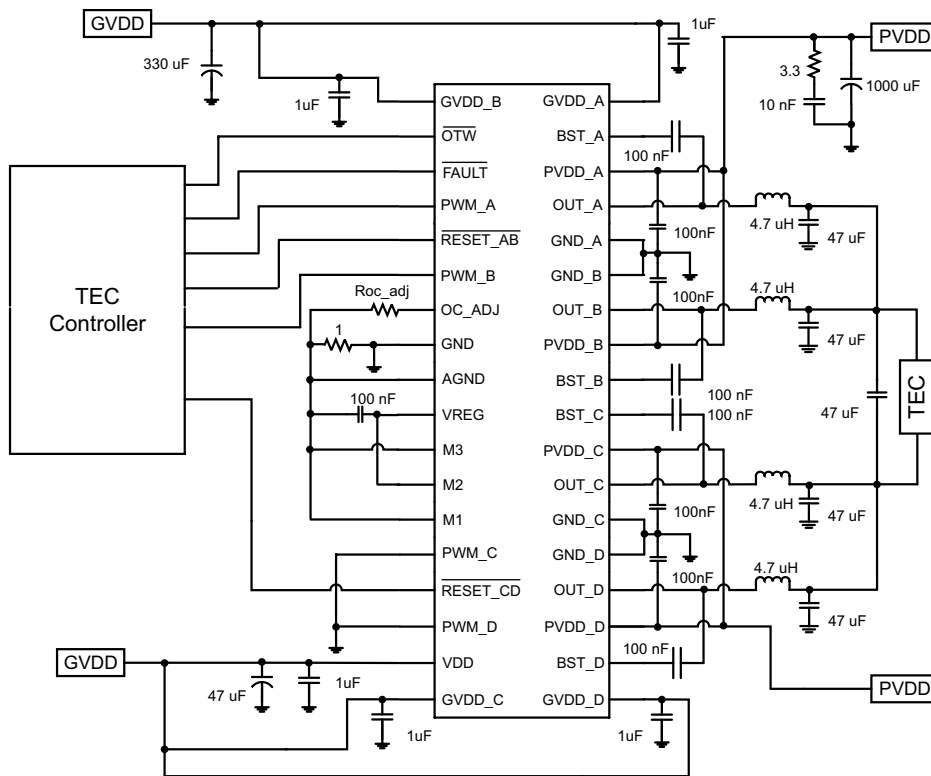 GVDD
330 uF
1uF
1uF
PVDD
3.3
10 nF
1000 uF
TEC
Controller
GVDD_B
OTW
FAULT
PWM_A
RESET_AB
PWM_B
OC_ADJ
GND
AGND
VREG
M3
M2
M1
PWM_C
RESET_CD
PWM_D
VDD
GVDD_C
GVDD_A
BST_A
PVDD_A
OUT_A
GND_A
GND_B
OUT_B
PVDD_B
BST_B
BST_C
PVDD_C
OUT_C
GND_C
GND_D
OUT_D
PVDD_D
BST_D
GVDD_D
Roc_adj
1
100 nF
100 nF
100nF
100nF
100 nF
100 nF
100nF
100nF
100 nF
4.7 uH
47 uF
4.7 uH
47 uF
47 uF
TEC
4.7 uH
47 uF
4.7 uH
47 uF
GVDD
47 uF
1uF
1uF
1uF
PVDD